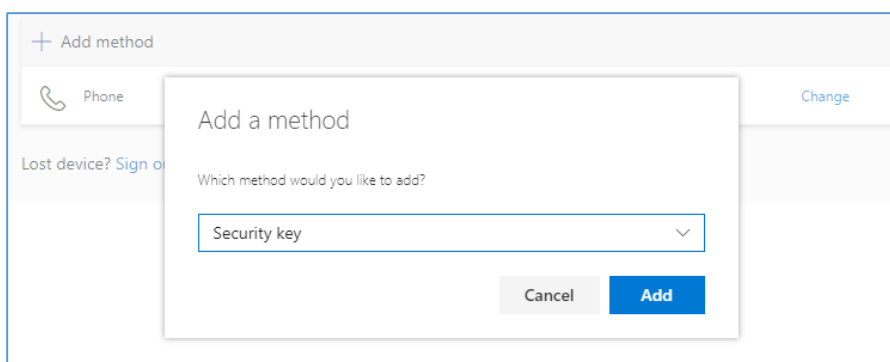 Add method
Phone
Change
Lost device? Sign
Add a method
Which method would you like to add?
Security key
Cancel
Add